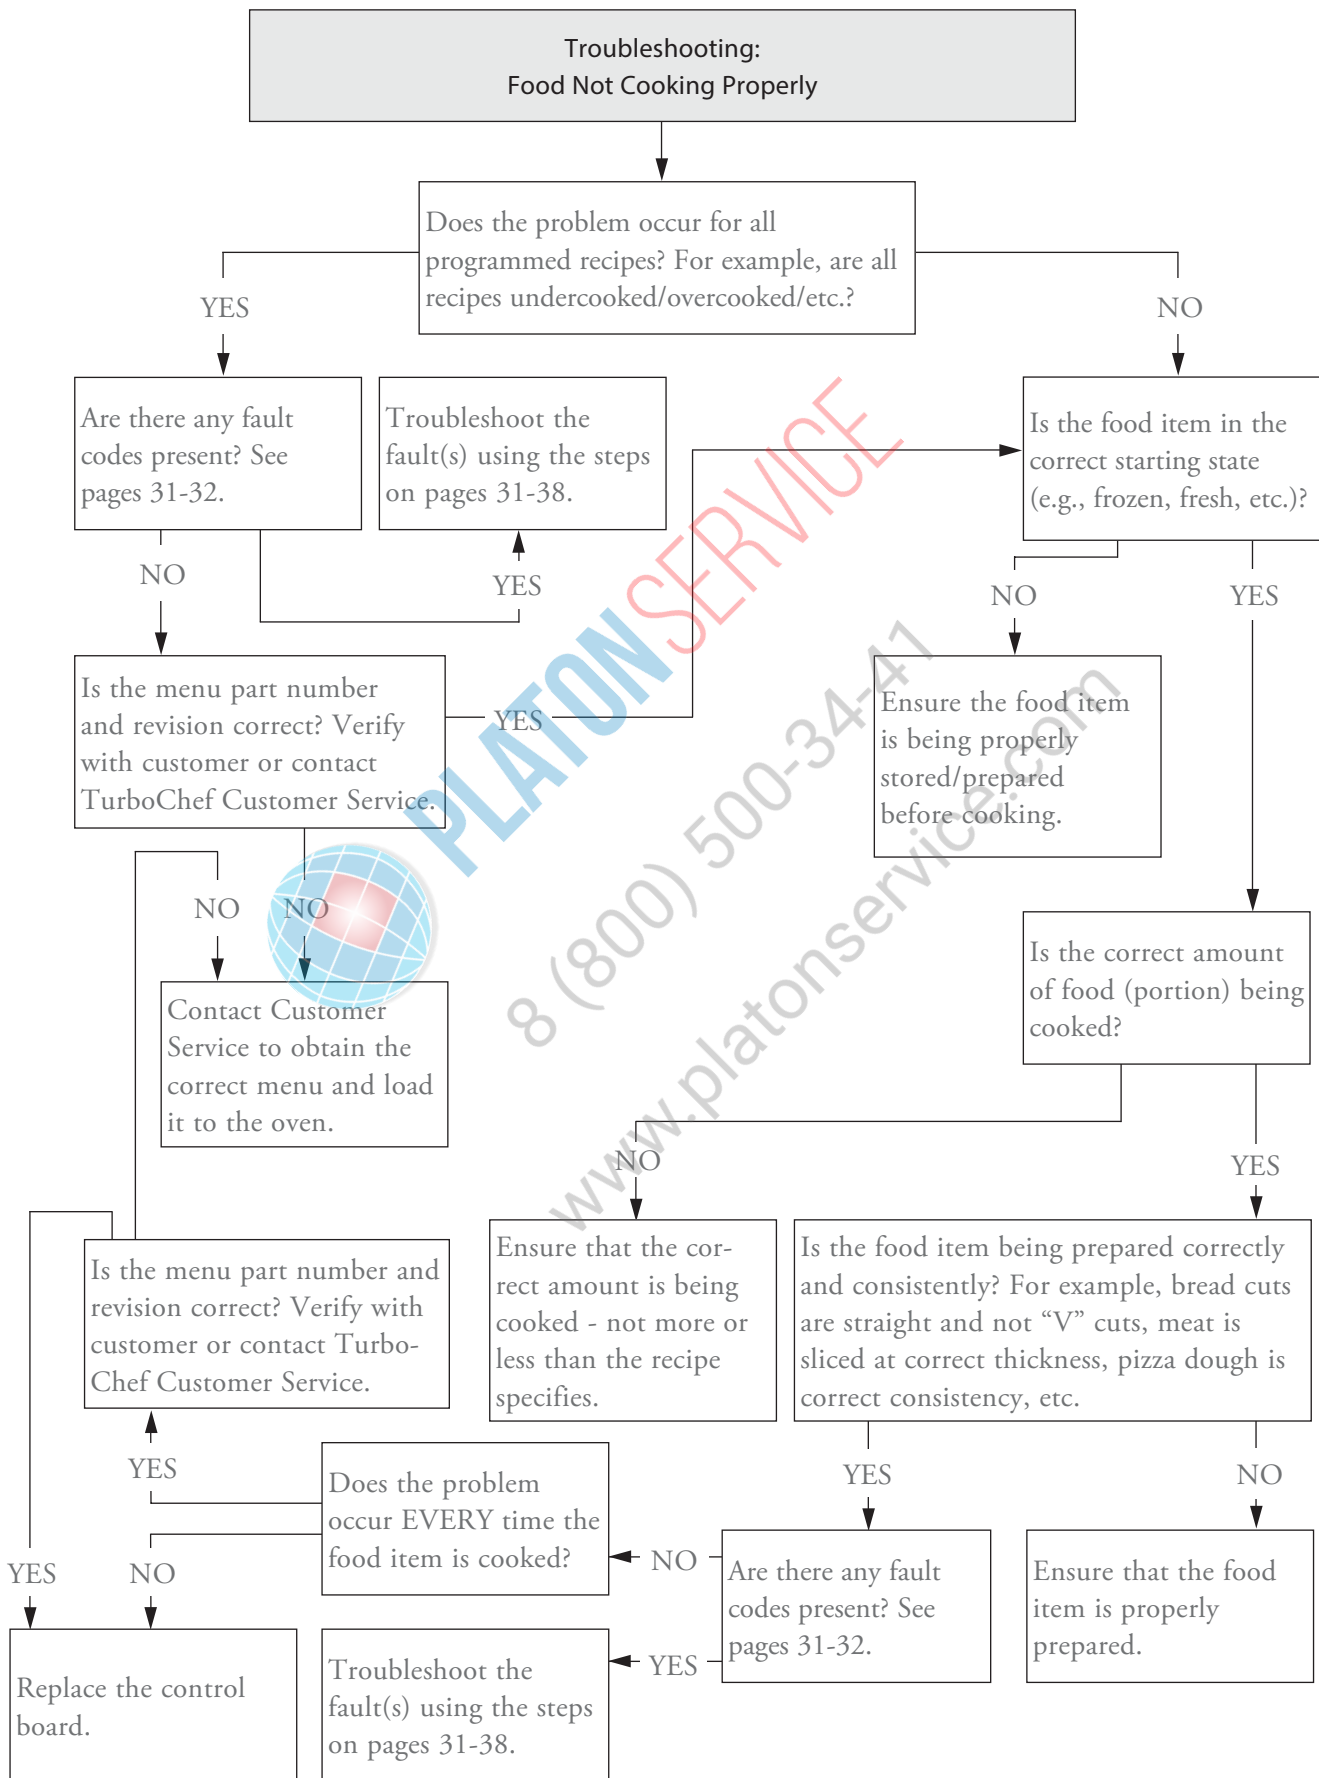 Troubleshooting:
Food Not Cooking Properly
Does the problem occur for all
programmed recipes? For example, are all
recipes undercooked/overcooked/etc.?
YES
NO
Are there any fault
codes present? See
pages 31-32.
Troubleshoot the
fault(s) using the steps
on pages 31-38.
Is the food item in the
correct starting state
(e.g., frozen, fresh, etc.)?
NO
YES
NO
YES
Is the menu part number
and revision correct? Verify
with customer or contact
TurboChef Customer Service.
YES
Ensure the food item
is being properly
stored/prepared
before cooking.
PLATONSERVICE
8 (800) 500-34-41
www.platonservice.com
NO
NO
Is the correct amount
of food (portion) being
cooked?
Contact Customer
Service to obtain the
correct menu and load
it to the oven.
NO
YES
Is the menu part number and
revision correct? Verify with
customer or contact Turbo-
Chef Customer Service.
Ensure that the cor-
rect amount is being
cooked - not more or
less than the recipe
specifies.
Is the food item being prepared correctly
and consistently? For example, bread cuts
are straight and not “V” cuts, meat is
sliced at correct thickness, pizza dough is
correct consistency, etc.
YES
Does the problem
occur EVERY time the
food item is cooked?
YES
NO
NO
Are there any fault
codes present? See
pages 31-32.
Ensure that the food
item is properly
prepared.
YES
NO
YES
Replace the control
board.
Troubleshoot the
fault(s) using the steps
on pages 31-38.